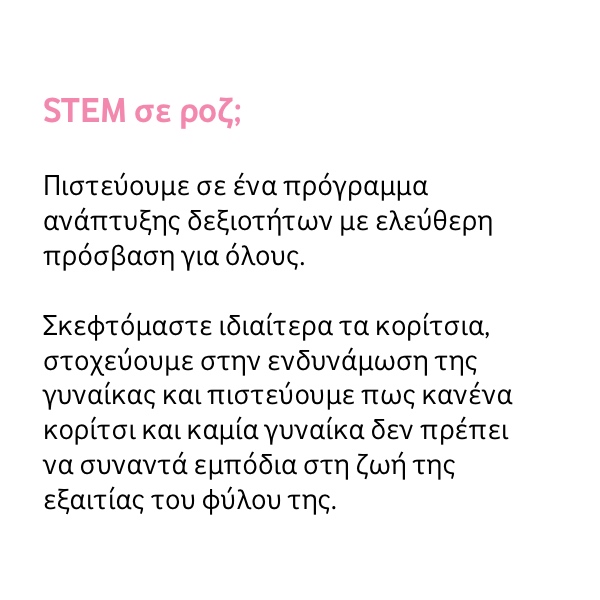 STEM σε ροζ;
Πιστεύουμε σε ένα πρόγραμμα
ανάπτυξης δεξιοτήτων με ελεύθερη
πρόσβαση για όλους.
Σκεφτόμαστε ιδιαίτερα τα κορίτσια,
στοχεύουμε στην ενδυνάμωση της
γυναίκας και πιστεύουμε πως κανένα
κορίτσι και καμία γυναίκα δεν πρέπει
να συναντά εμπόδια στη ζωή της
εξαιτίας του φύλου της.